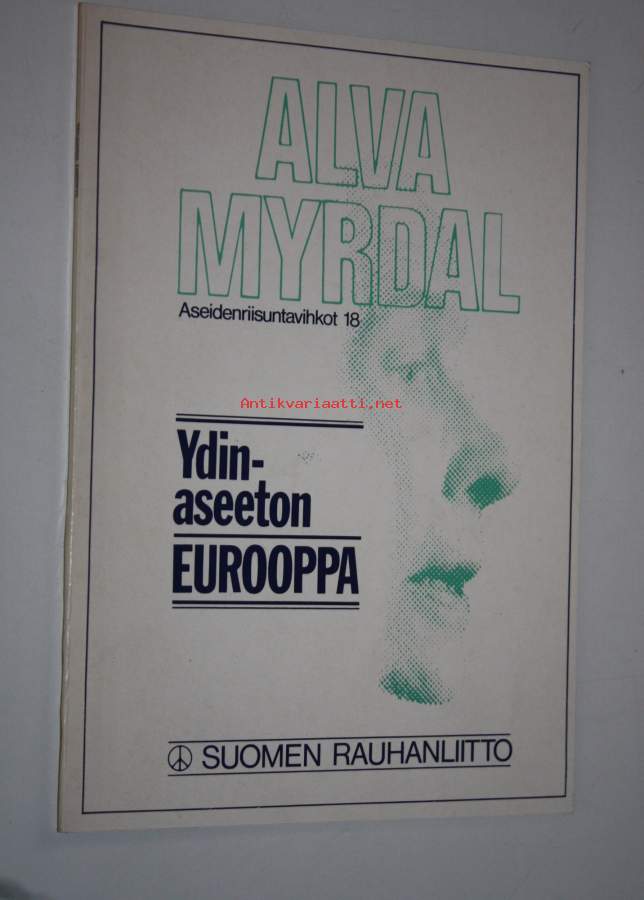 ALVA
MYRDAL
Aseidenriisuntavihkot 18
Antikvariaatti.net
Ydin-
aseeton
EUROOPPA
SUOMEN RAUHANLIITTO